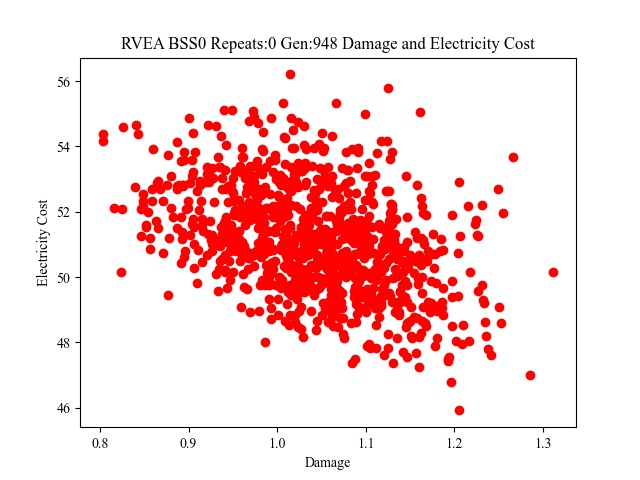 RVEA BSS0 Repeats:0 Gen:948 Damage and Electricity Cost
56
54
52
50
48
46
Electricity Cost
0.8 0.9 1.0 1.1 1.2 1.3
Damage